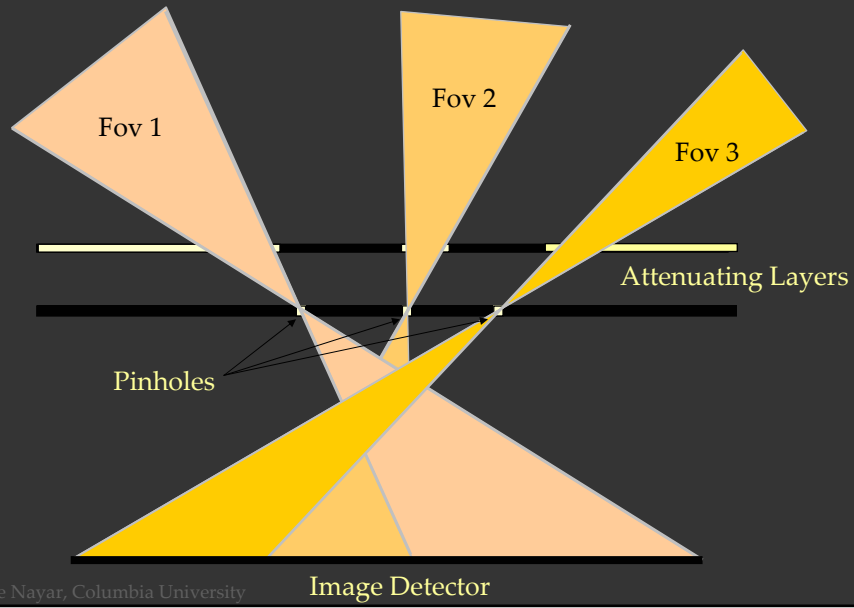 Fov 1
Fov 2
Fov 3
Attenuating Layers
Pinholes
Nayar, Columbia University
Image Detector